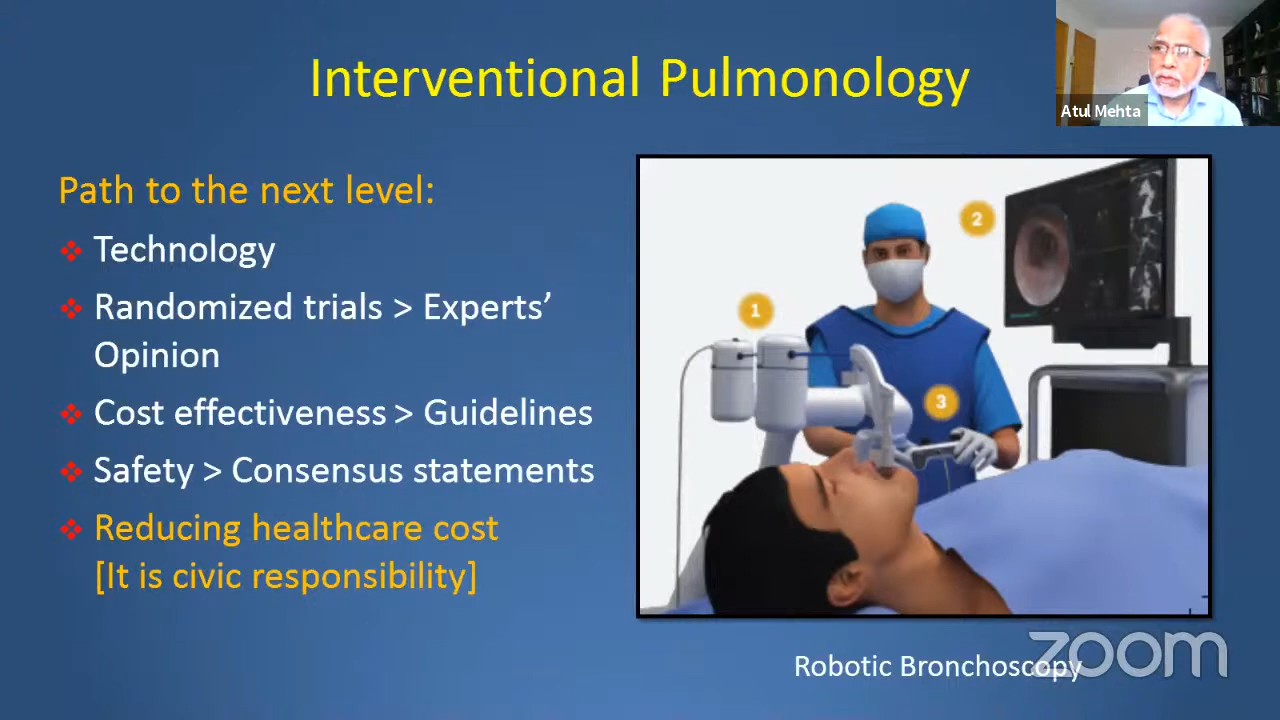 Interventional Pulmonology
Atul Mehta
Path to the next level:
❖ Technology
❖ Randomized trials > Experts’
Opinion
❖ Cost effectiveness > Guidelines
❖ Safety > Consensus statements
❖ Reducing healthcare cost
[It is civic responsibility]
1
2
3
Robotic Bronchoscopy
zoom